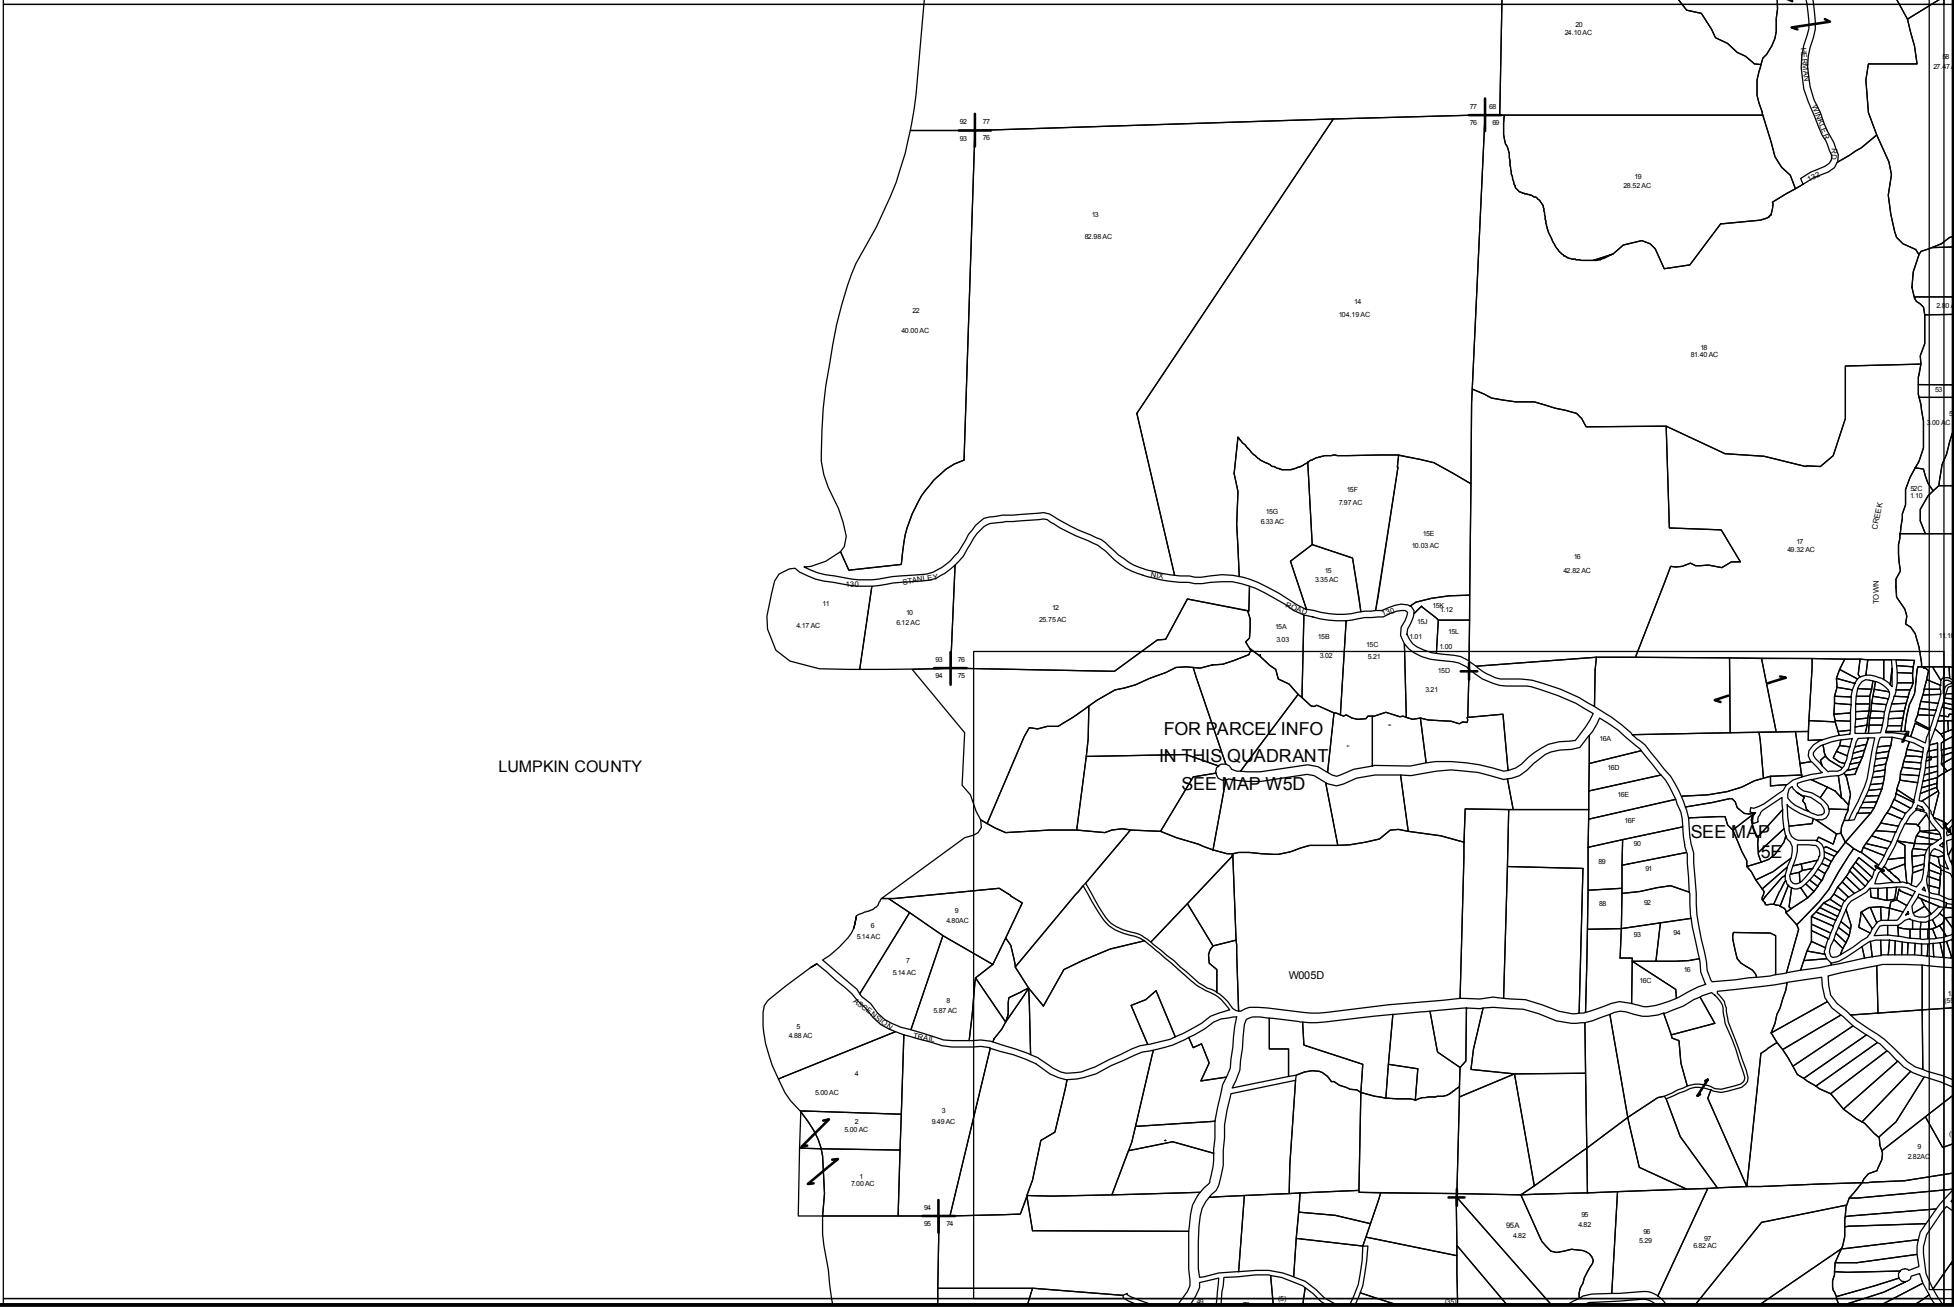 20
24.10 AC
HERMAN
WINKLER
RD
132
92 77
93 76
77 68
76 69
19
28.52 AC
13
82.98 AC
22
40.00 AC
14
104.19 AC
18
81.40 AC
53
3.00 AC
52C
1.10
CREEK
TOWN
17
49.32 AC
16
42.82 AC
15G
6.33 AC
15F
7.97 AC
15E
10.03 AC
15
3.35 AC
130
STANLEY
NIX
ROAD
130
11
4.17 AC
10
6.12 AC
12
25.75 AC
15A
3.03
15B
3.02
15C
5.21
15K
1.12
15J
1.01
15L
1.00
15D
3.21
93 76
94 75
FOR PARCEL INFO
IN THIS QUADRANT
SEE MAP W5D
LUMPKIN COUNTY
16A
16D
16E
16F
90
89
91
88
92
93
94
16
16C
SEE MAP
5E
W005D
9
4.80AC
6
5.14 AC
7
5.14 AC
8
5.87 AC
ASCENSION
TRAIL
5
4.88 AC
4
5.00 AC
3
9.49 AC
2
5.00 AC
1
7.00 AC
94
95 74
9
2.82AC
95A
4.82
95
4.82
96
5.29
97
6.82 AC